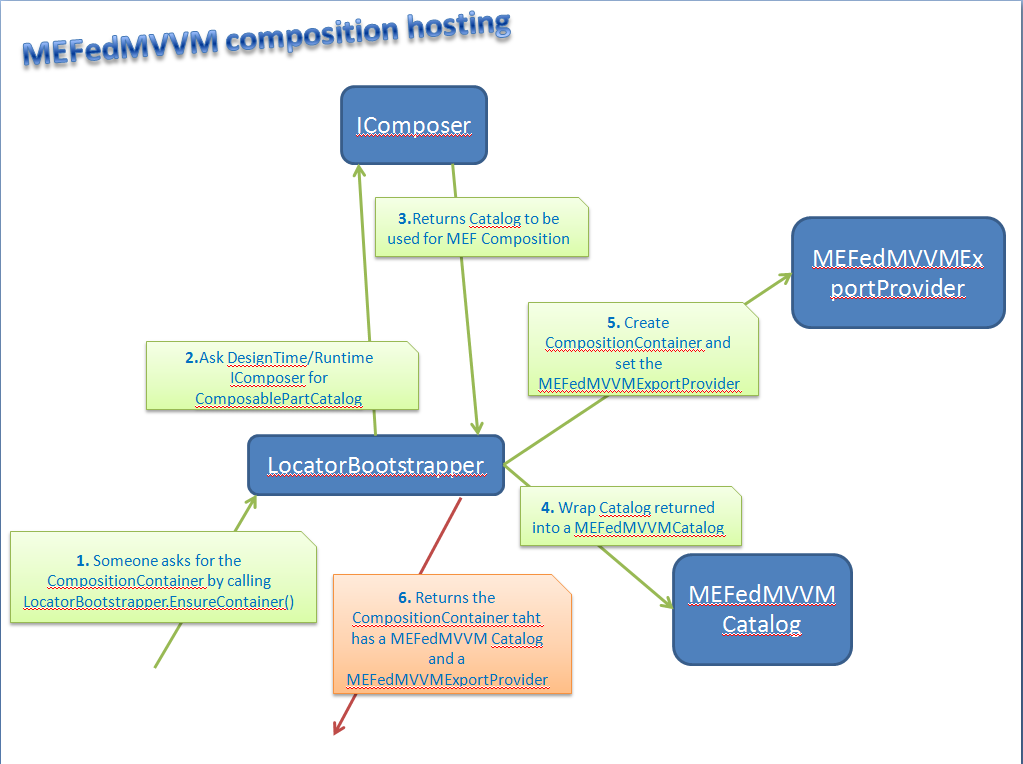 MEFedMVVM composition hosting
IComposer
3.Returns Catalog to be
used for MEF Composition
MEFedMVVMEx
portProvider
5. Create
CompositionContainer and
set the
MEFedMVVMExportProvider
2.Ask DesignTime/Runtime
IComposer for
ComposablePartCatalog
LocatorBootstrapper
4. Wrap Catalog returned
into a MEFedMVVMCatalog
1. Someone asks for the
CompositionContainer by calling
LocatorBootstrapper.EnsureContainer()
MEFedMVVM
Catalog
6. Returns the
CompositionContainer taht
has a MEFedMVVM Catalog
and a
MEFedMVVMExportProvider